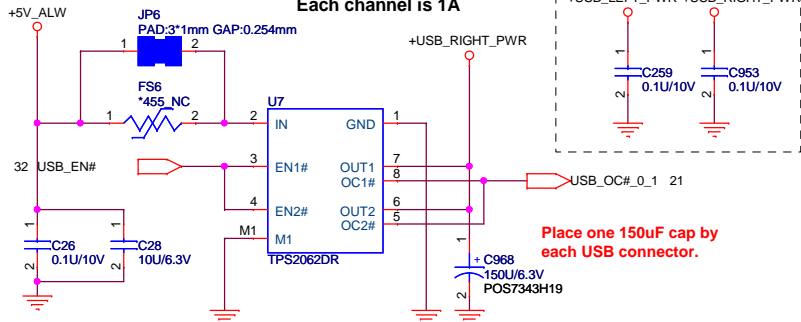 Each channel is 1A
+5V_ALW
JP6
PAD:3*1mm GAP:0.254mm
1 2
FS6
*455_NC
1 2
+USB_RIGHT_PWR
U7
2 IN GND 1
32 USB_EN#
3 EN1# OUT1 7
OC1# 8
4 EN2# OUT2 6
OC2# 5
M1 M1
TPS2062DR
USB_OC#_0_1 21
1
C26
0.1U/10V
2
1
C28
10U/6.3V
2
1
+ C968
150U/6.3V
POS7343H19
2
Place one 150uF cap by
each USB connector.
+USB_LEFT_PWR +USB_RIGHT_PWR
1
C259
0.1U/10V
2
1
C953
0.1U/10V
2